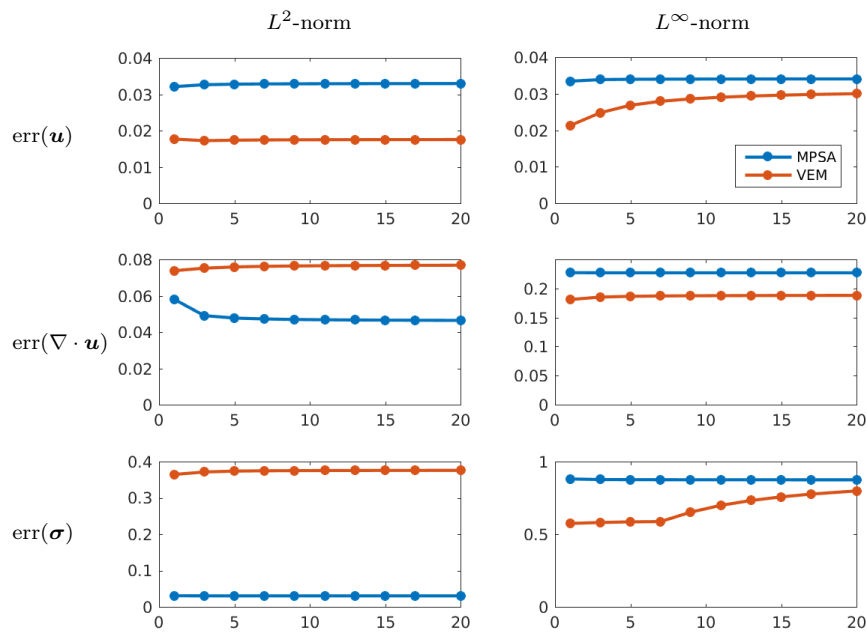 L²-norm L∞-norm
err(u)
0.04 0.03 0.02 0.01 0
0 5 10 15 20
0.04 0.03 0.02 0.01 0
0 5 10 15 20
MPSA
VEM
err(∇ · u)
0.08 0.06 0.04 0.02 0
0 5 10 15 20
0.2 0.15 0.1 0.05 0
0 5 10 15 20
err(σ)
0.4 0.3 0.2 0.1 0
0 5 10 15 20
1 0.5 0
0 5 10 15 20